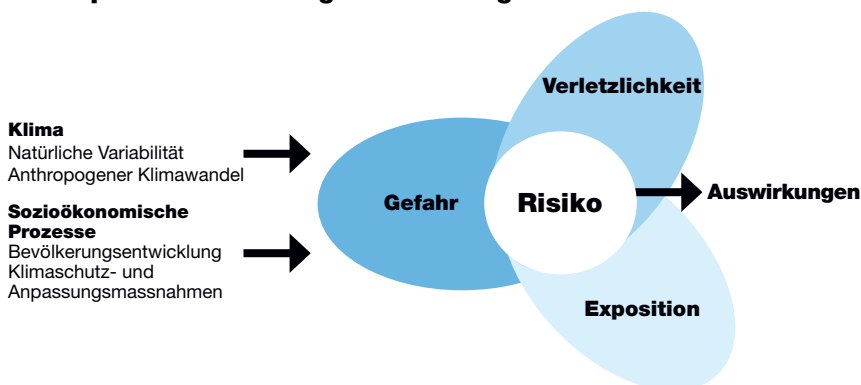 Klima
Natürliche Variabilität
Anthropogener Klimawandel
Sozioökonomische
Prozesse
Bevölkerungsentwicklung
Klimaschutz- und
Anpassungsmassnahmen
Gefahr
Verletzlichkeit
Risiko
Exposition
Auswirkungen